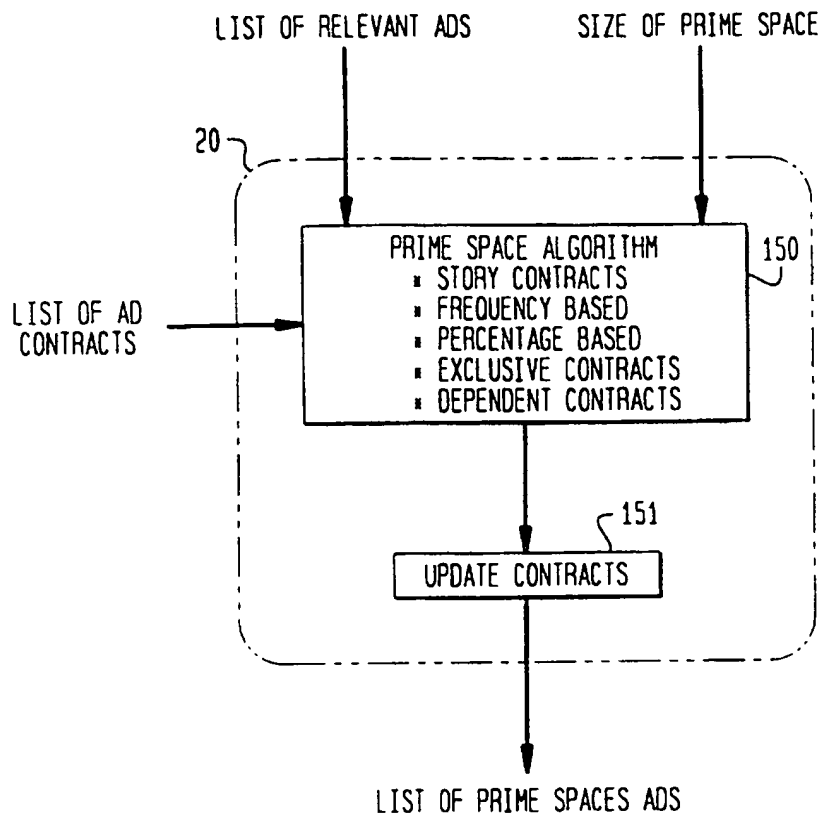 LIST OF RELEVANT ADS
SIZE OF PRIME SPACE
20
PRIME SPACE ALGORITHM
150
* STORY CONTRACTS
* FREQUENCY BASED
* PERCENTAGE BASED
* EXCLUSIVE CONTRACTS
* DEPENDENT CONTRACTS
LIST OF AD
CONTRACTS
151
UPDATE CONTRACTS
LIST OF PRIME SPACES ADS